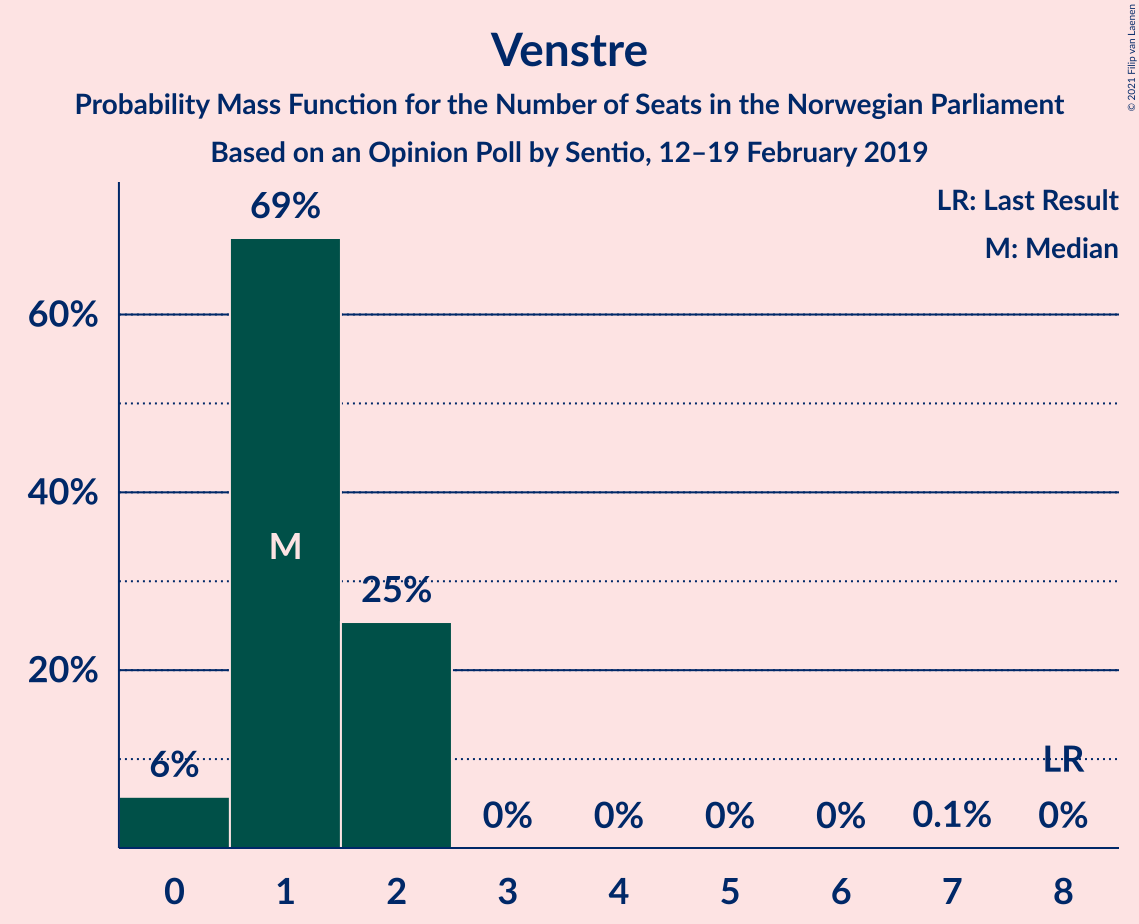 Venstre
Probability Mass Function for the Number of Seats in the Norwegian Parliament
Based on an Opinion Poll by Sentio, 12–19 February 2019
© 2021 Filip van Laenen
LR: Last Result
M: Median
69%
60%
40%
M
25%
20%
6%
LR
0%
0%
0%
0%
0.1%
0%
0
1
2
3
4
5
6
7
8